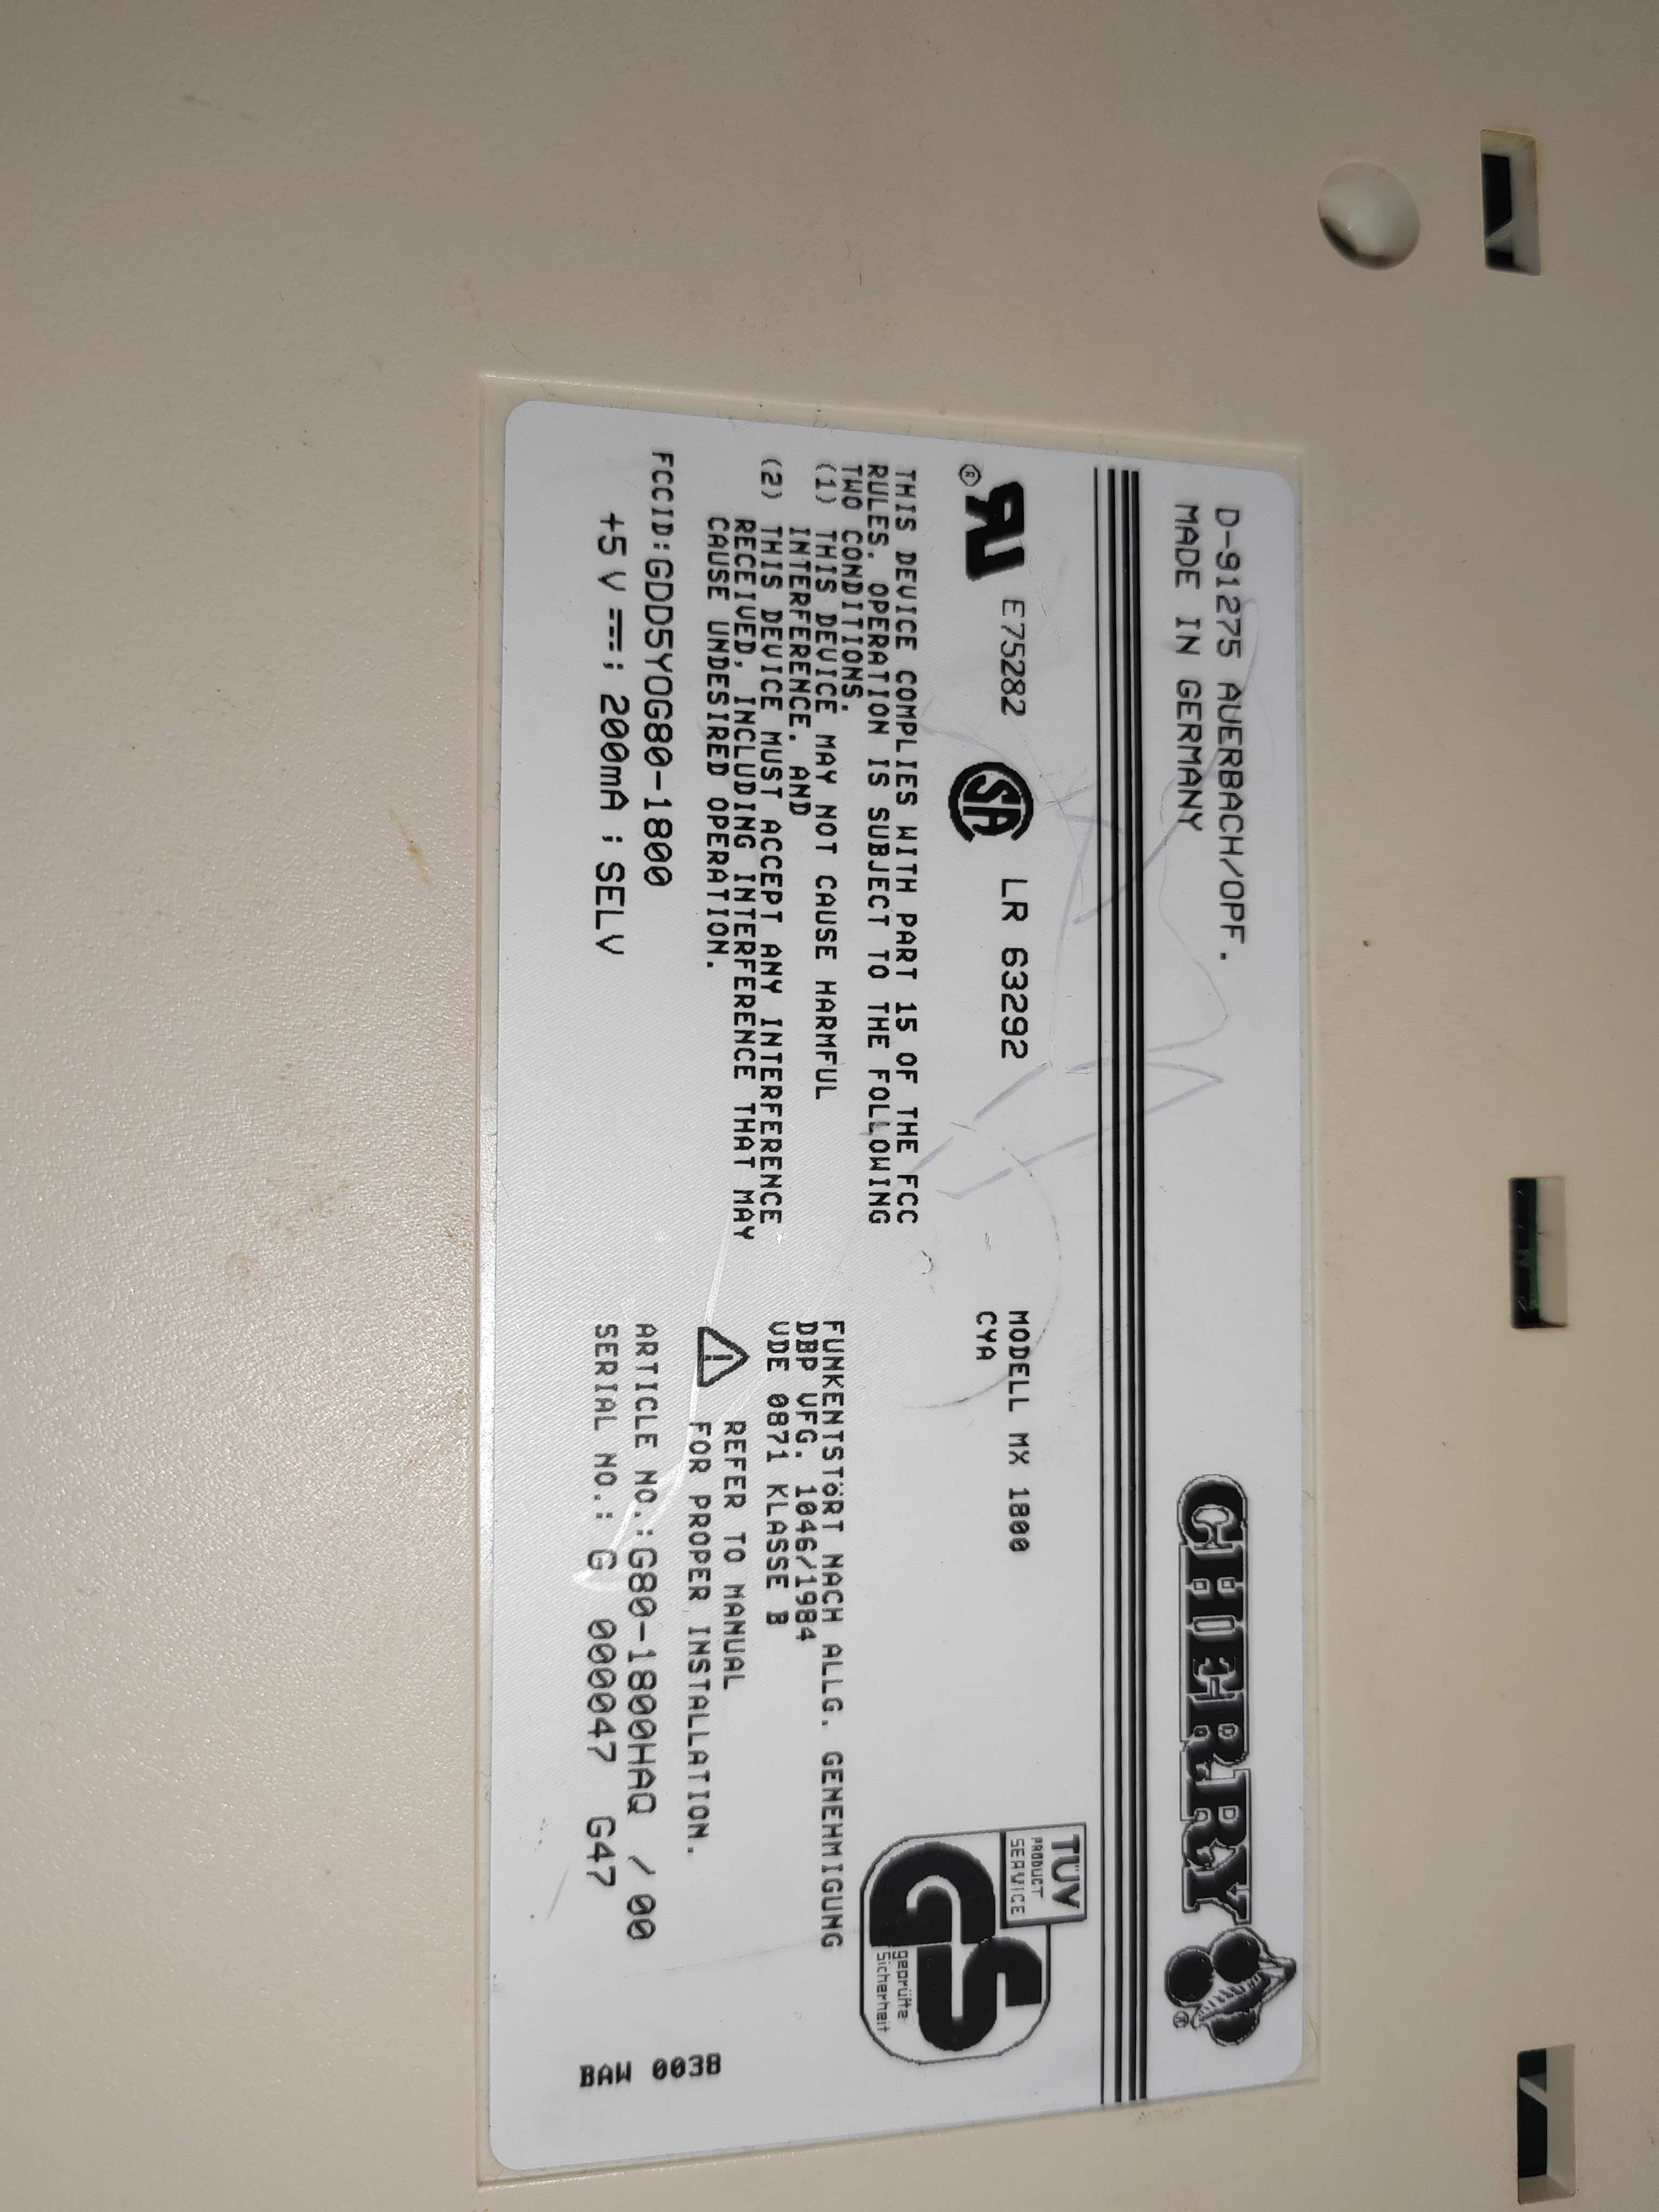 D-91275 AUERBACH/OPF.
MADE IN GERMANY
CHERRY ®
® E75282 SA LR 63292
MODELL MX 1800
CYA
TÜV
PRODUCT
SERVICE
GS
geprüfte
Sicherheit
THIS DEVICE COMPLIES WITH PART 15 OF THE FCC
RULES. OPERATION IS SUBJECT TO THE FOLLOWING
TWO CONDITIONS.
(1) THIS DEVICE MAY NOT CAUSE HARMFUL
INTERFERENCE. AND
(2) THIS DEVICE MUST ACCEPT ANY INTERFERENCE
RECEIVED, INCLUDING INTERFERENCE THAT MAY
CAUSE UNDESIRED OPERATION.
FUNKENTSTÖRT NACH ALLG. GENEHMIGUNG
DBP VFG. 1046/1984
VDE 0871 KLASSE B
REFER TO MANUAL
FOR PROPER INSTALLATION.
FCCID:GDD5YOG80-1800
+5 V ; 200mA ; SELV
ARTICLE NO.:G80-1800HAQ /00
SERIAL NO.: G 000047 G47
BAW 0038